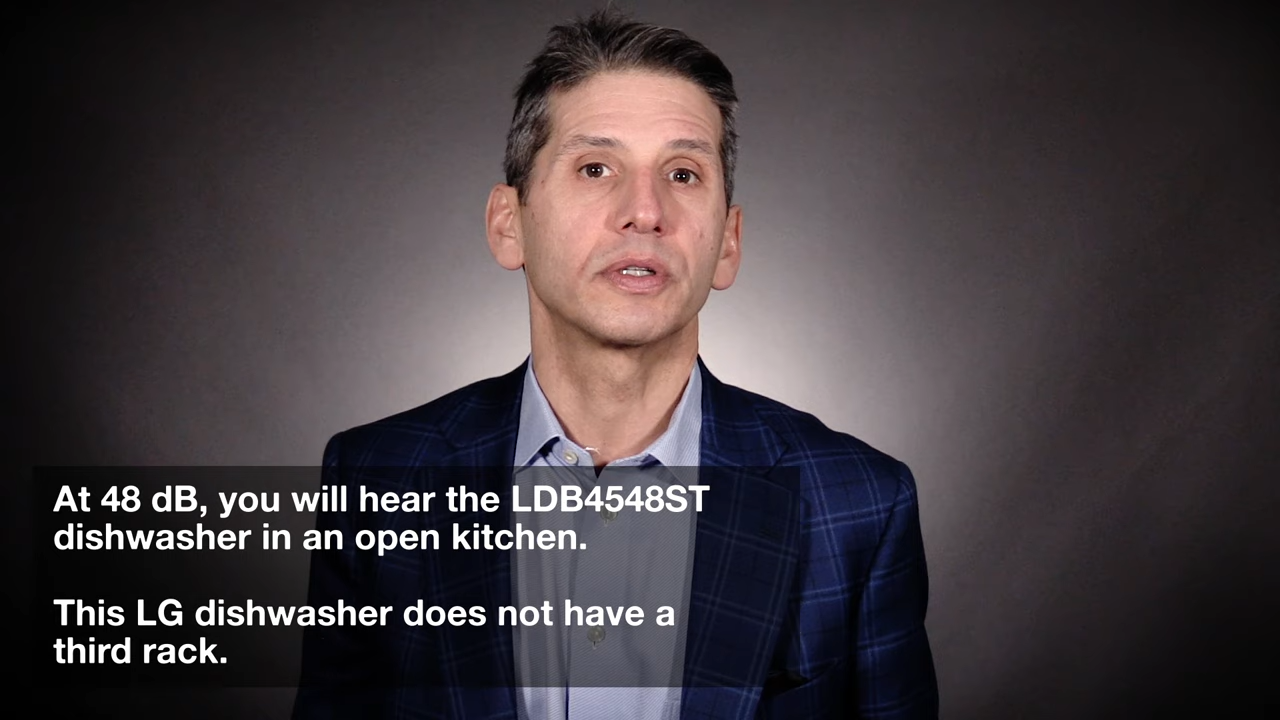 At 48 dB, you will hear the LDB4548ST
dishwasher in an open kitchen.
This LG dishwasher does not have a
third rack.